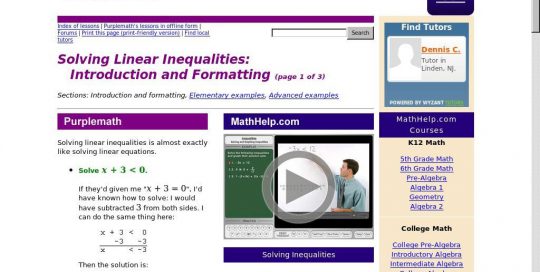 Index of lessons | Purplemath's lessons in offline form |
Forums | Print this page (print-friendly version) | Find local
tutors
Search
Solving Linear Inequalities:
Introduction and Formatting (page 1 of 3)
Sections: Introduction and formatting, Elementary examples, Advanced examples
Purplemath
Solving linear inequalities is almost exactly
like solving linear equations.
• Solve x + 3 < 0.
If they'd given me "x + 3 = 0", I'd
have known how to solve: I would
have subtracted 3 from both sides. I
can do the same thing here:
x + 3 < 0
−3 −3
x < −3
Then the solution is:
MathHelp.com
Solving Inequalities
Find Tutors
Dennis C.
Tutor in
Linden, NJ.
POWERED BY WYZANT TUTORS
MathHelp.com
Courses
K12 Math
5th Grade Math
6th Grade Math
Pre-Algebra
Algebra 1
Geometry
Algebra 2
College Math
College Pre-Algebra
Introductory Algebra
Intermediate Algebra